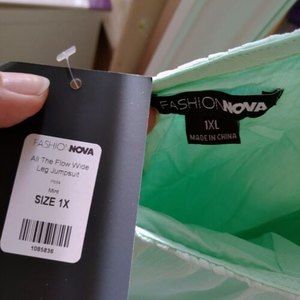 FASHION NOVA
All The Flow Wide
Leg Jumpsuit
Mint
SIZE 1X
1085836
FASHION NOVA
1XL
MADE IN CHINA